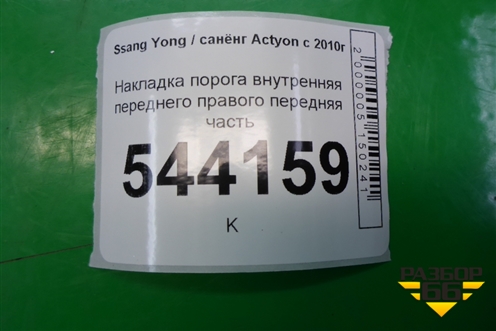 Ssang Yong / санёнг Actyon с 2010г
Накладка порога внутренняя
переднего правого передняя
часть
544159
K
2000005150241
РАЗБОР
66